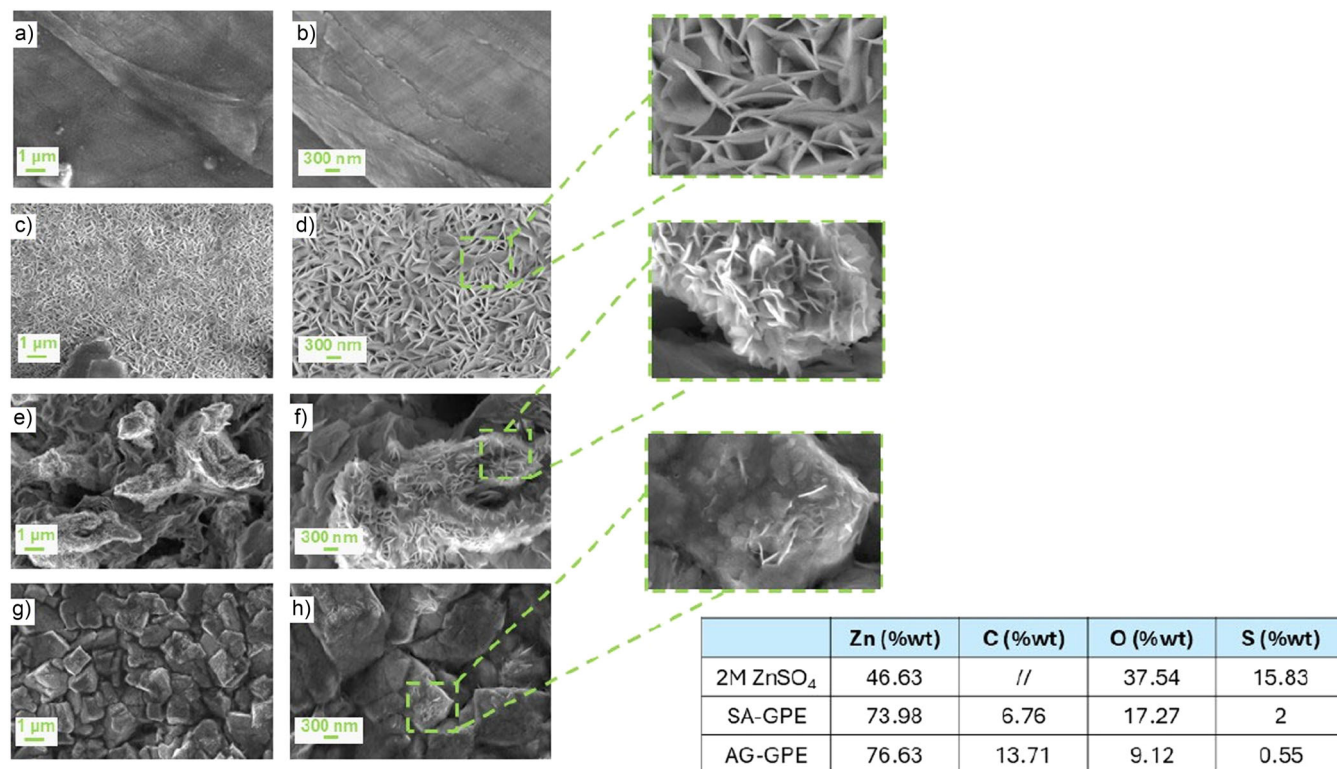 a)
b)
1 µm
300 nm
c)
d)
1 µm
300 nm
e)
f)
1 µm
300 nm
g)
h)
1 µm
300 nm
Zn (%wt) C (%wt) O (%wt) S (%wt)
2M ZnSO₄ 46.63 // 37.54 15.83
SA-GPE 73.98 6.76 17.27 2
AG-GPE 76.63 13.71 9.12 0.55